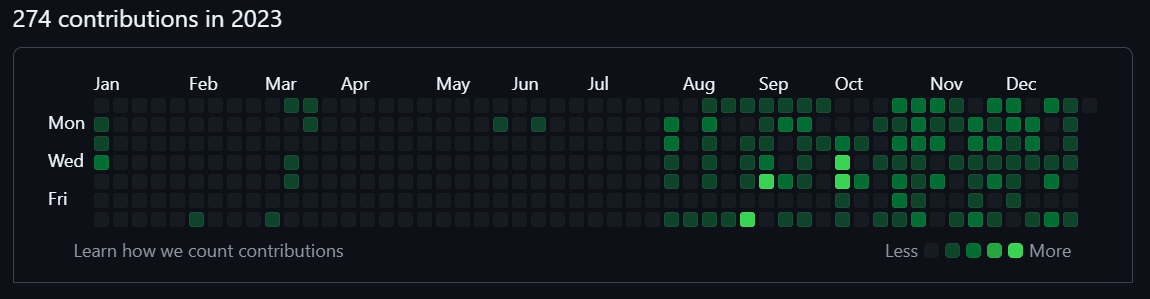 274 contributions in 2023
Jan Feb Mar Apr May Jun Jul Aug Sep Oct Nov Dec
Mon
Wed
Fri
Learn how we count contributions
Less More